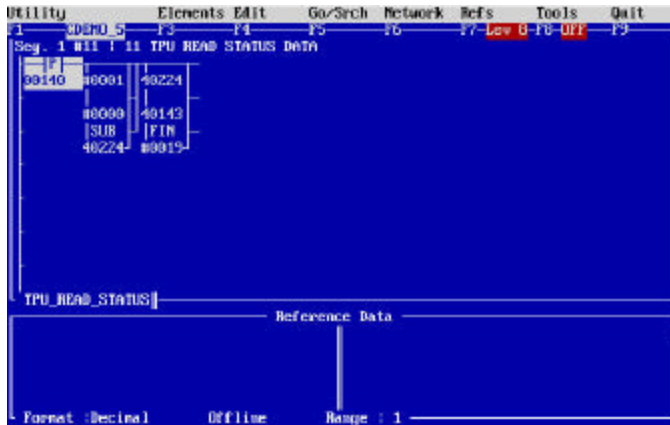 Utility Elements Edit Go/Srch Network Refs Tools Quit
F1 CDEMO_5 F3 F4 F5 F6 F7-Lev 8-F8-OFF F9
Seg. 1 #11 : 11 TPU READ STATUS DATA
P
00140 #0001 40224
#0000 40143
SUB FIN
40224 #0019
TPU_READ_STATUS
Reference Data
Format :Decimal Offline Range : 1